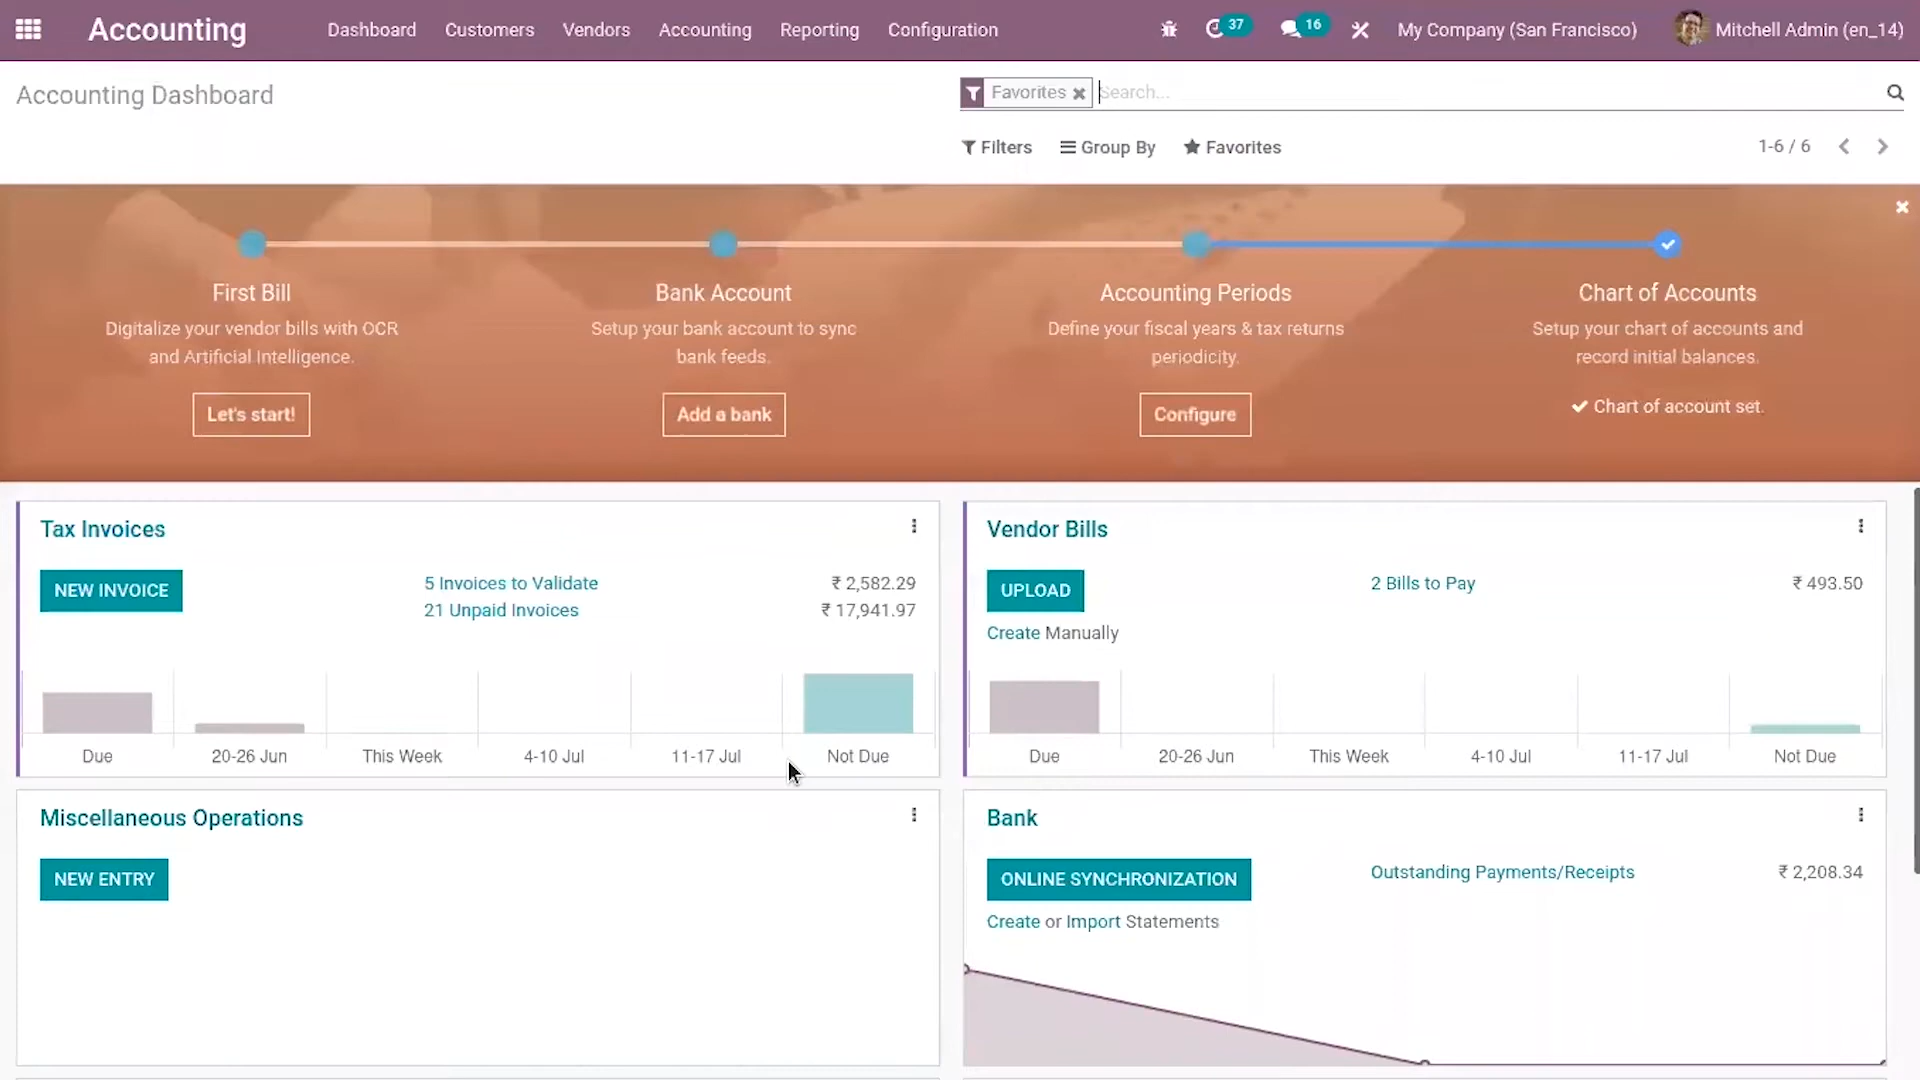 Accounting
Dashboard
Customers
Vendors
Accounting
Reporting
Configuration
37
16
My Company (San Francisco)
Mitchell Admin (en_14)
Accounting Dashboard
Favorites
Search...
Filters
Group By
Favorites
1-6 / 6
First Bill
Digitalize your vendor bills with OCR
and Artificial Intelligence.
Let's start!
Bank Account
Setup your bank account to sync
bank feeds.
Add a bank
Accounting Periods
Define your fiscal years & tax returns
periodicity.
Configure
Chart of Accounts
Setup your chart of accounts and
record initial balances.
Chart of account set.
Tax Invoices
NEW INVOICE
5 Invoices to Validate
₹ 2,582.29
21 Unpaid Invoices
₹ 17,941.97
Due
20-26 Jun
This Week
4-10 Jul
11-17 Jul
Not Due
Vendor Bills
UPLOAD
2 Bills to Pay
₹ 493.50
Create Manually
Due
20-26 Jun
This Week
4-10 Jul
11-17 Jul
Not Due
Miscellaneous Operations
NEW ENTRY
Bank
ONLINE SYNCHRONIZATION
Outstanding Payments/Receipts
₹ 2,208.34
Create or Import Statements